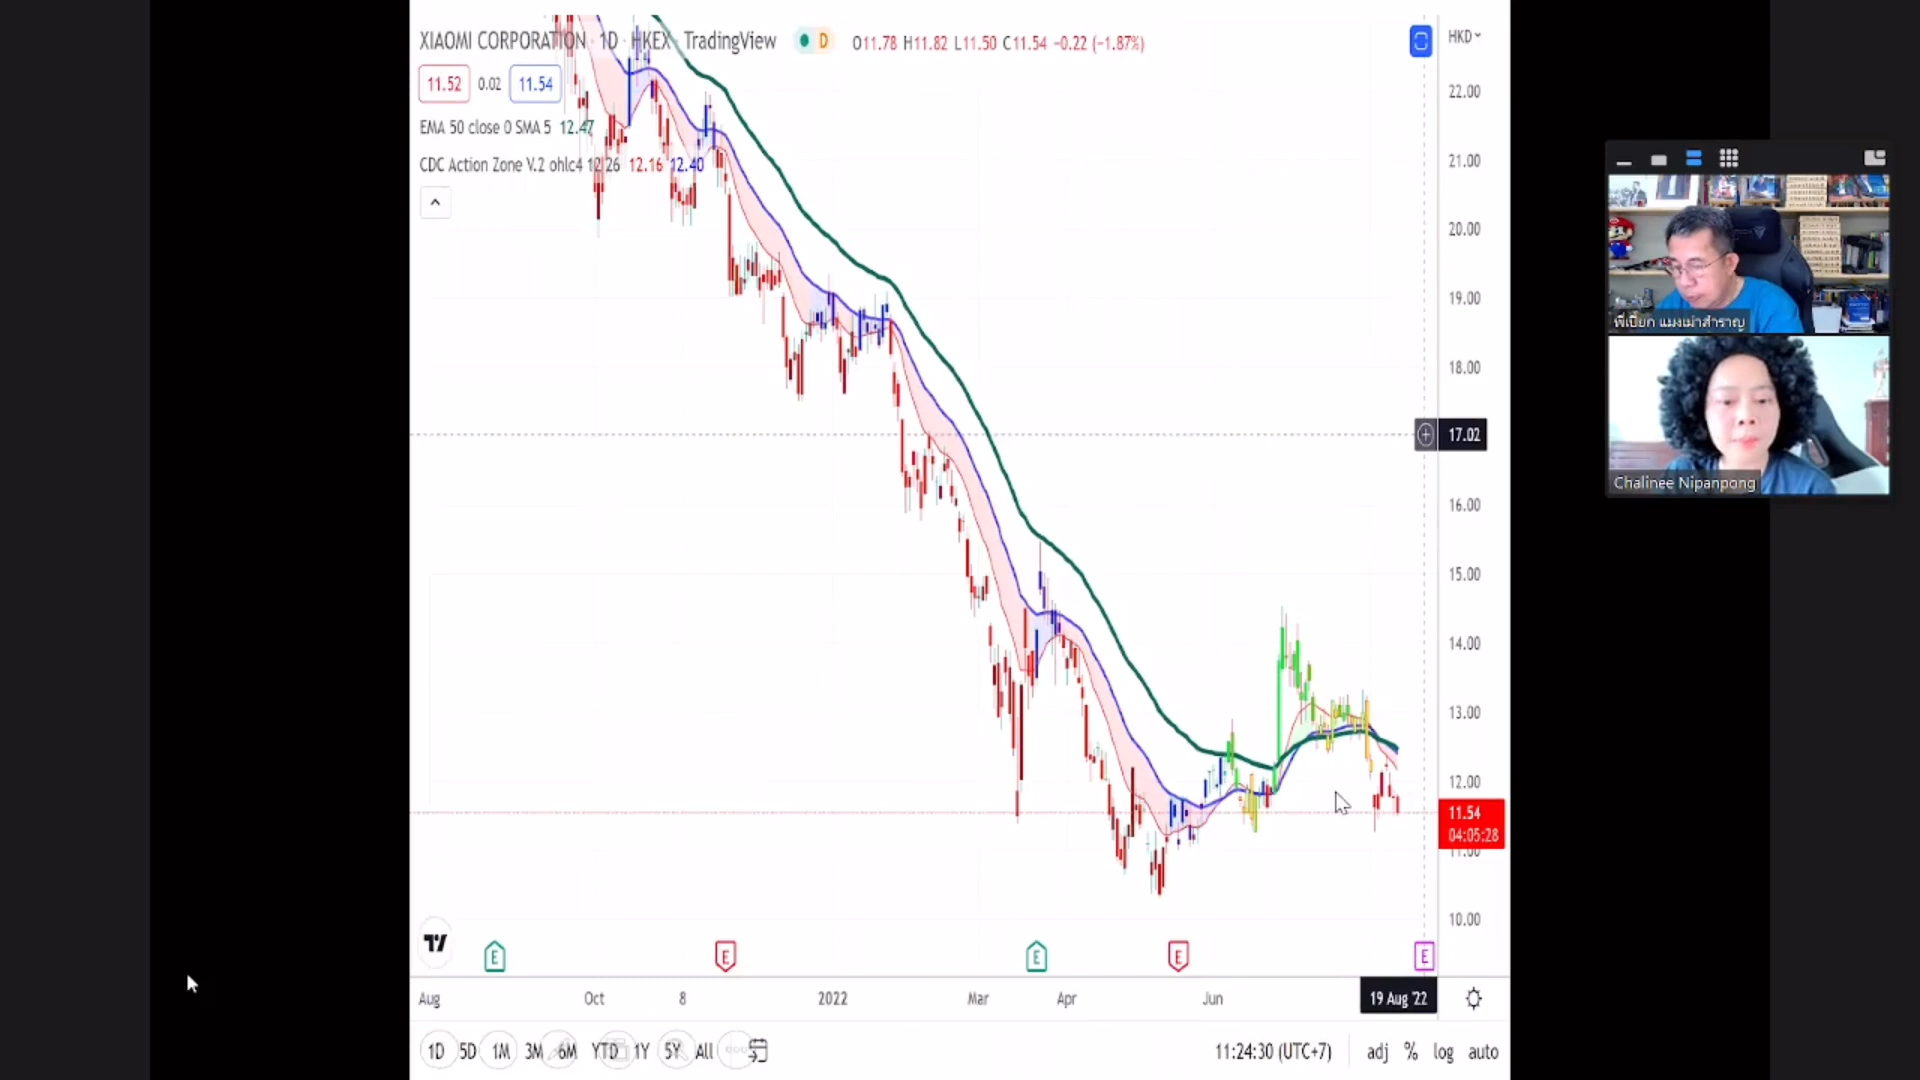 XIAOMI CORPORATION · 1D · HKEX · TradingView D O11.78 H11.82 L11.50 C11.54 −0.22 (−1.87%)
HKD
11.52 0.02 11.54
EMA 50 close 0 SMA 5 12.47
CDC Action Zone V.2 ohlc4 12 26 12.16 12.40
22.00
21.00
20.00
19.00
18.00
17.02
16.00
15.00
14.00
13.00
12.00
11.54
04:05:28
11.00
10.00
E E E E E
Aug Oct 8 2022 Mar Apr Jun 19 Aug '22
1D 5D 1M 3M 6M YTD 1Y 5Y All 11:24:30 (UTC+7) adj % log auto
พี่เปี๊ยก แมงเม่าสำราญ
Chalinee Nipanpong